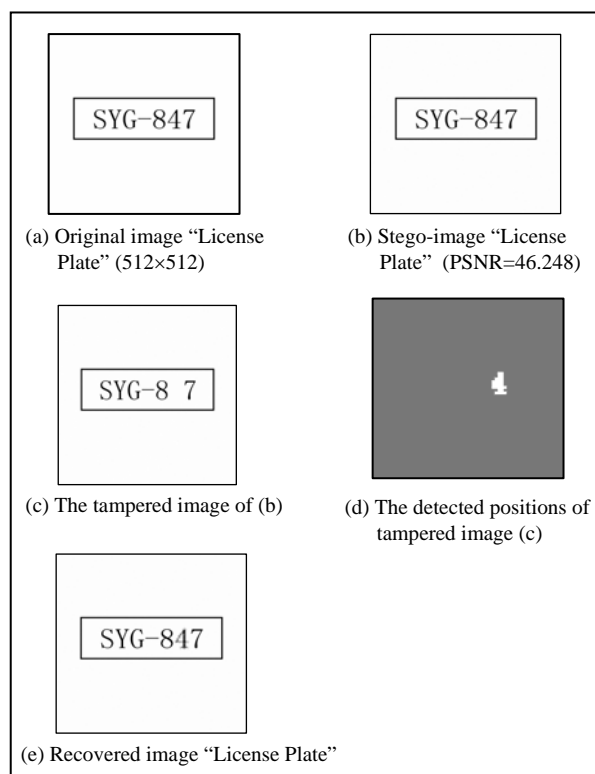 SYG-847
SYG-847
(a) Original image “License
Plate” (512×512)
(b) Stego-image “License
Plate” (PSNR=46.248)
SYG-8 7
4
(c) The tampered image of (b)
(d) The detected positions of
tampered image (c)
SYG-847
(e) Recovered image “License Plate”